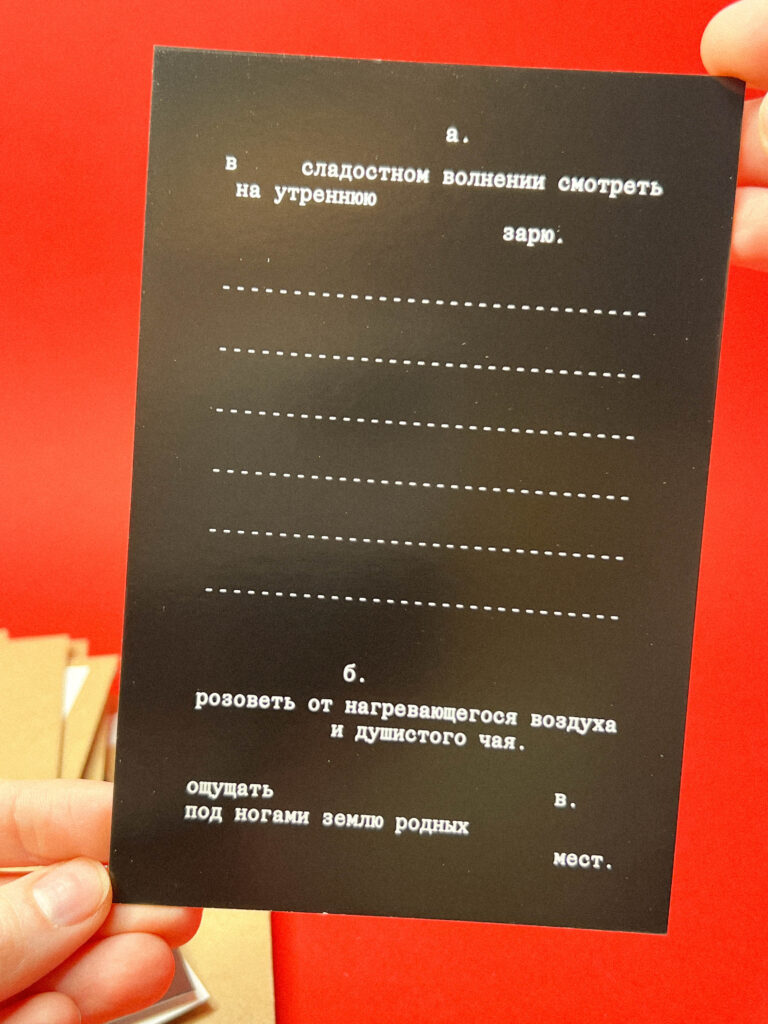 а.
в сладостном волнении смотреть
на утреннюю
зарю.
------------------------------
------------------------------
------------------------------
------------------------------
------------------------------
------------------------------
б.
розоветь от нагревающегося воздуха
и душистого чая.
ощущать в.
под ногами землю родных
мест.